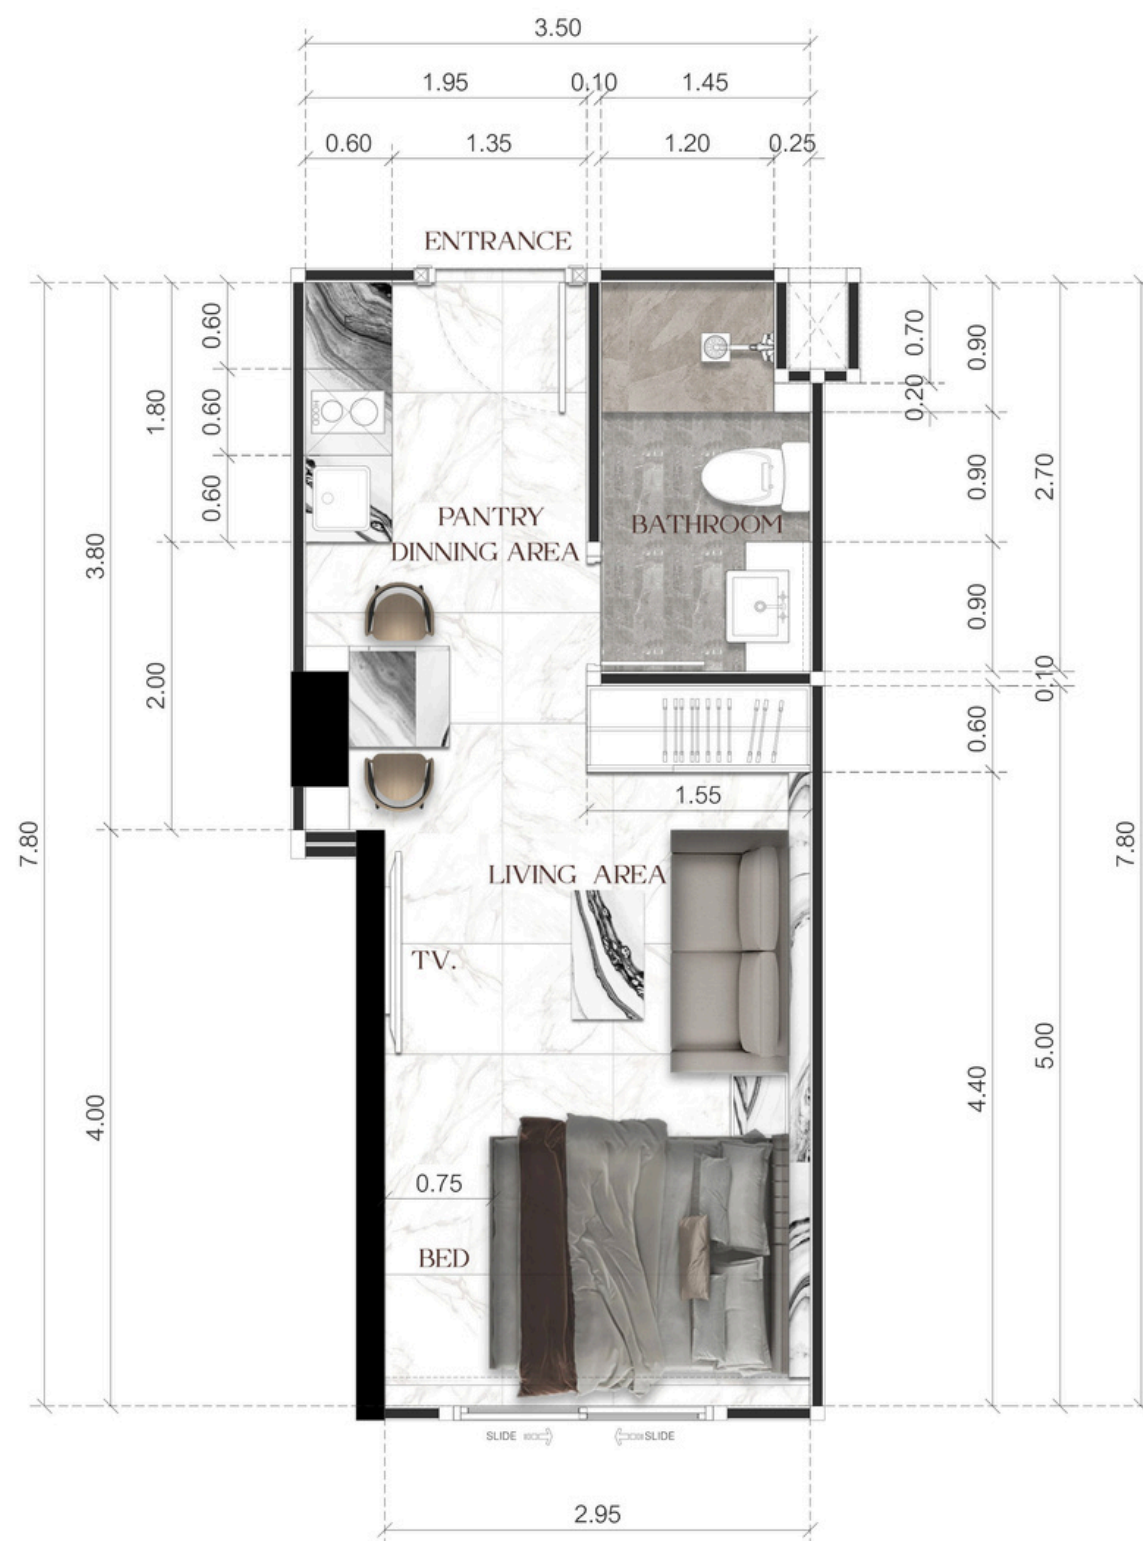 3.50
1.95 0.10 1.45
0.60 1.35 1.20 0.25
ENTRANCE
0.60
0.60
0.60
1.80
3.80
2.00
7.80
4.00
0.70
0.20
0.90
0.90
0.90
2.70
0.10
0.60
7.80
5.00
4.40
HOOD
PANTRY
DINNING AREA
BATHROOM
1.55
LIVING AREA
TV.
0.75
BED
SLIDE
SLIDE
2.95